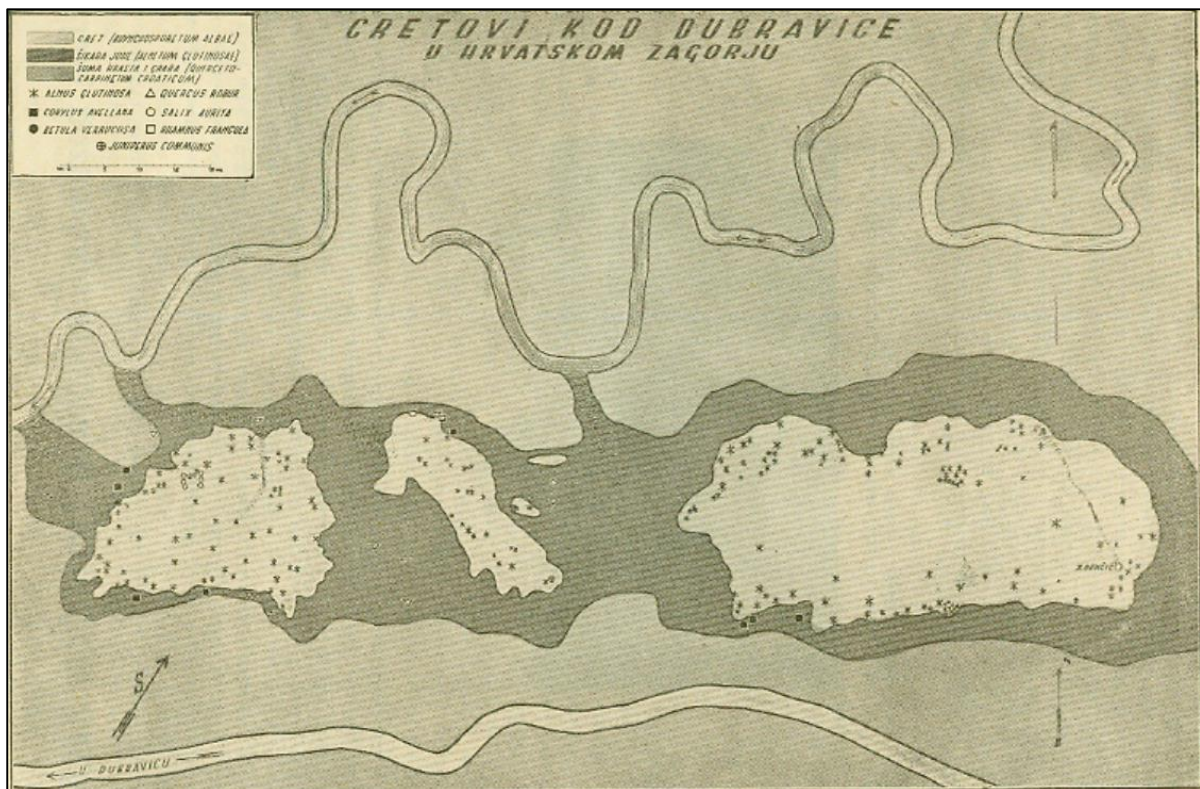 CRETOVI KOD DUBRAVICE
U HRVATSKOM ZAGORJU
CRET (RHYNCHOSPORETUM ALBAE)
ŠIKARA JOHE (ALNETUM GLUTINOSAE)
ŠUMA HRASTA I GRABA (QUERCETO-
CARPINETUM CROATICUM)
ALNUS GLUTINOSA QUERCUS ROBUR
CORYLUS AVELLANA SALIX AURITA
BETULA VERRUCOSA RHAMNUS FRANGULA
JUNIPERUS COMMUNIS
S
U DUBRAVICU